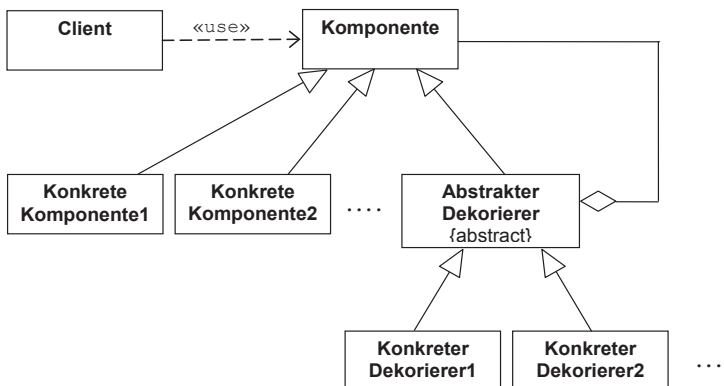 Client
«use»
Komponente
Konkrete
Komponente1
Konkrete
Komponente2
....
Abstrakter
Dekorierer
{abstract}
Konkreter
Dekorierer1
Konkreter
Dekorierer2
...